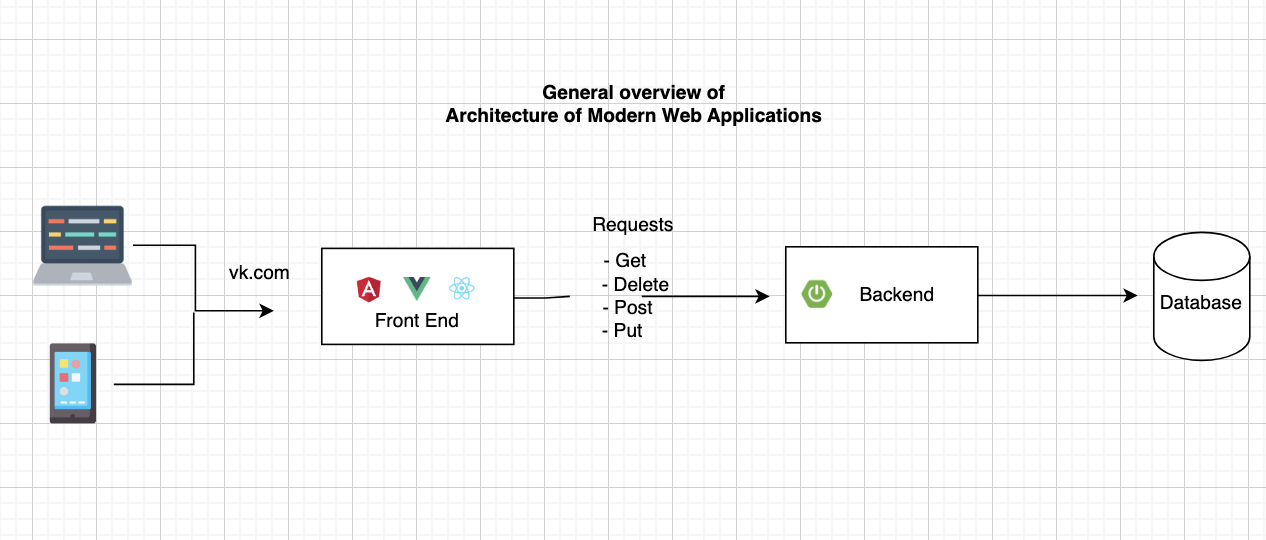 General overview of
Architecture of Modern Web Applications
vk.com
Front End
Requests
- Get
- Delete
- Post
- Put
Backend
Database